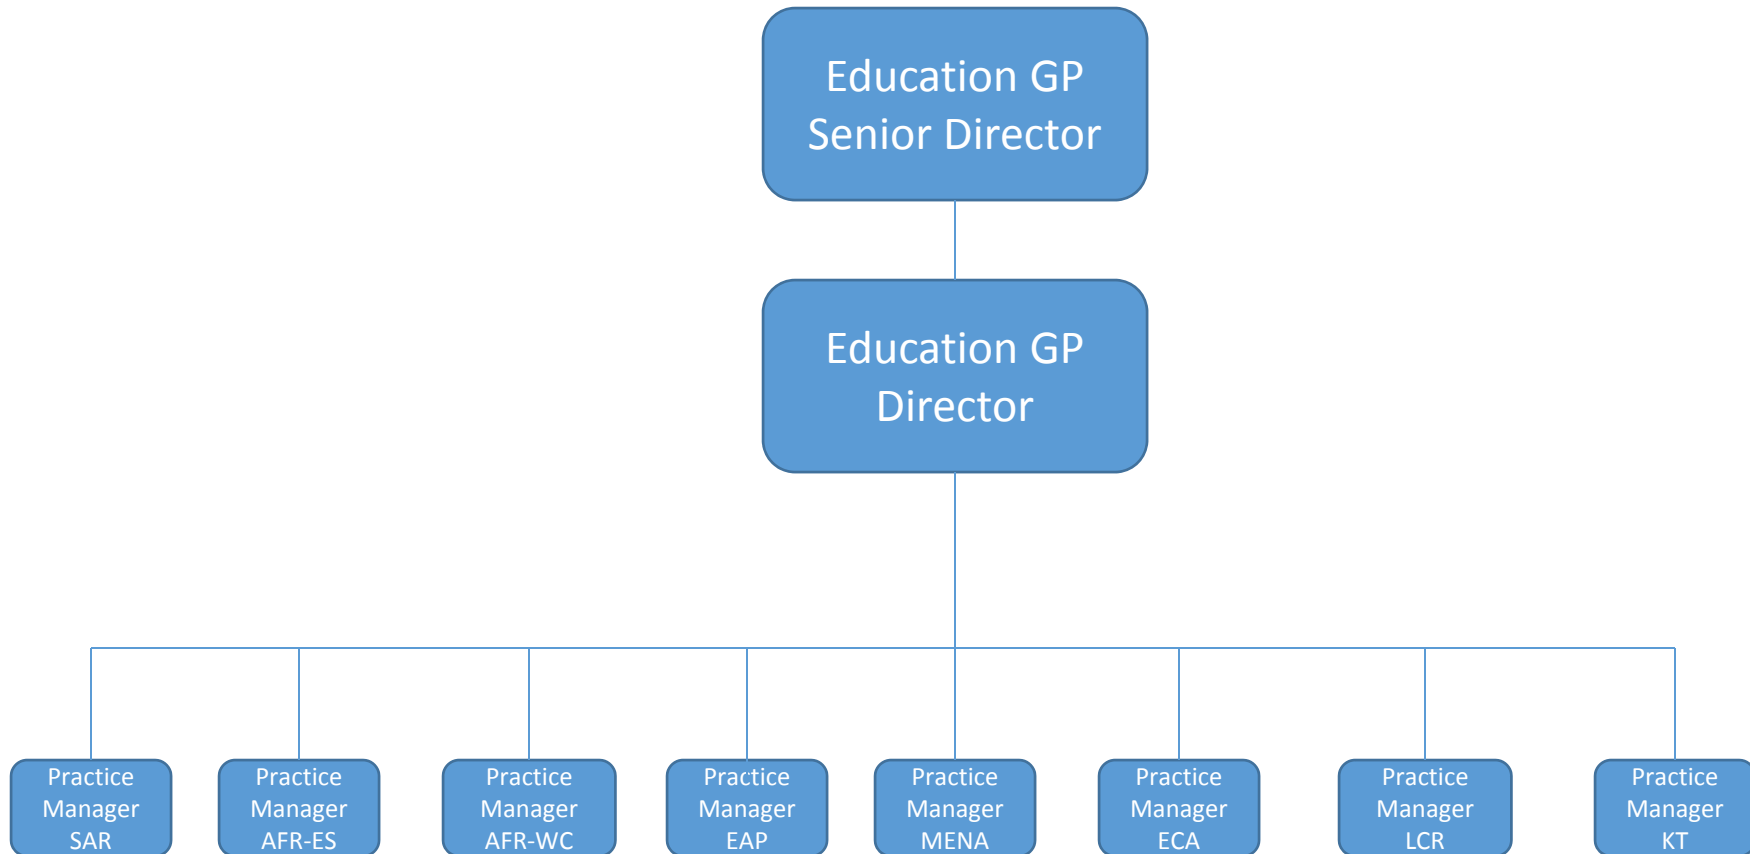 Education GP
Senior Director
Education GP
Director
Practice
Manager
SAR
Practice
Manager
AFR-ES
Practice
Manager
AFR-WC
Practice
Manager
EAP
Practice
Manager
MENA
Practice
Manager
ECA
Practice
Manager
LCR
Practice
Manager
KT